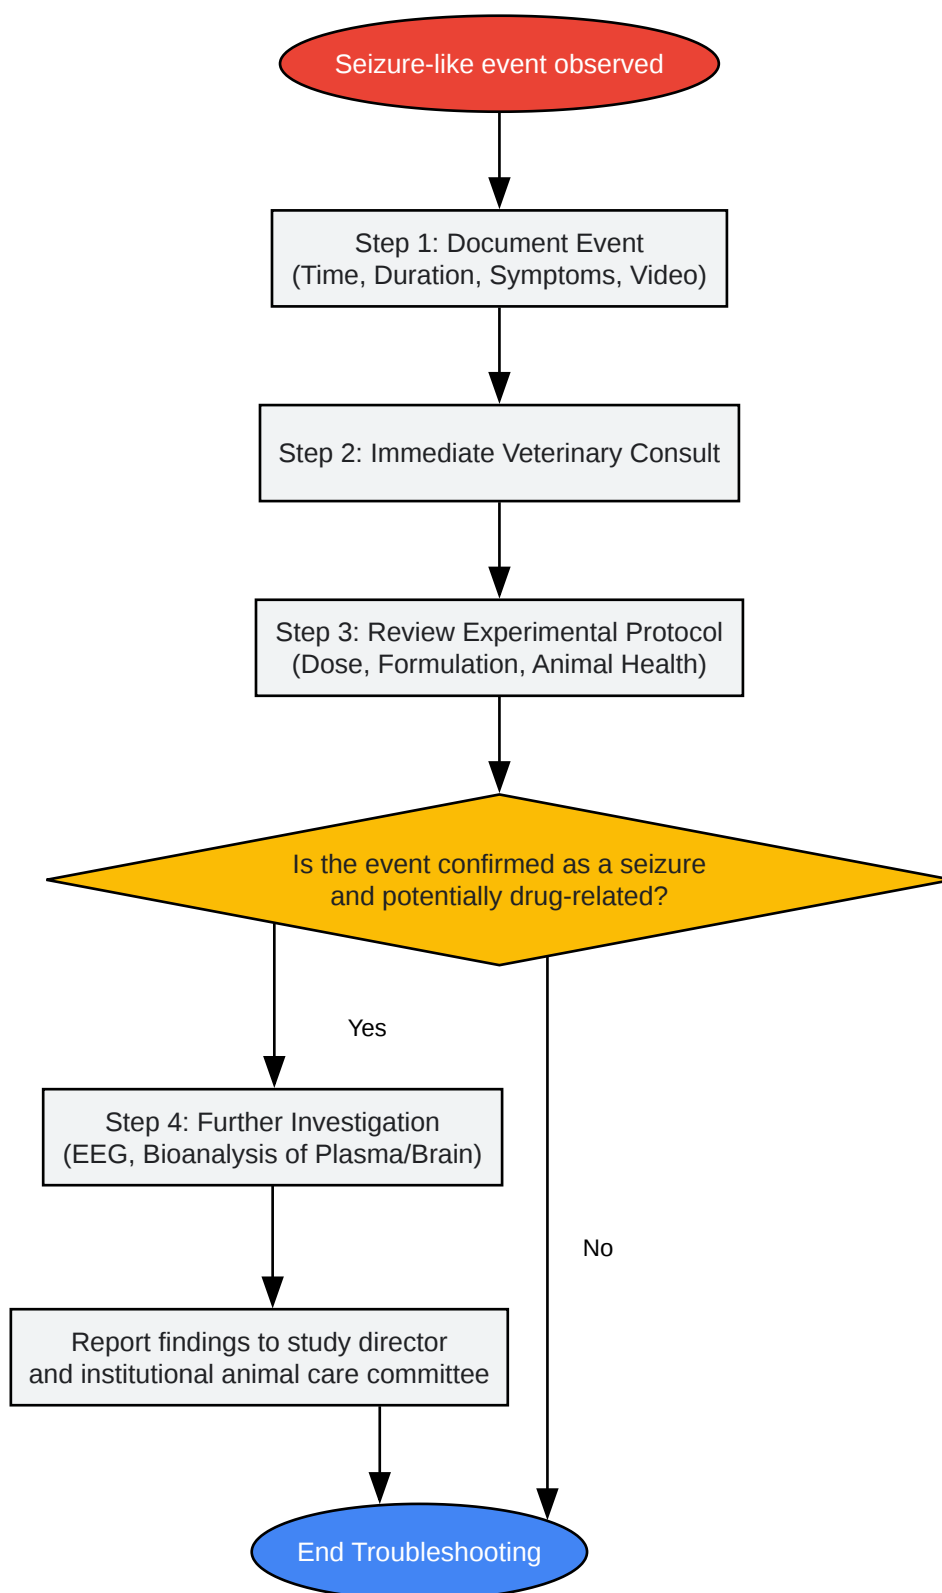 Seizure-like event observed
Step 1: Document Event
(Time, Duration, Symptoms, Video)
Step 2: Immediate Veterinary Consult
Step 3: Review Experimental Protocol
(Dose, Formulation, Animal Health)
Is the event confirmed as a seizure
and potentially drug-related?
Yes
Step 4: Further Investigation
(EEG, Bioanalysis of Plasma/Brain)
No
Report findings to study director
and institutional animal care committee
End Troubleshooting